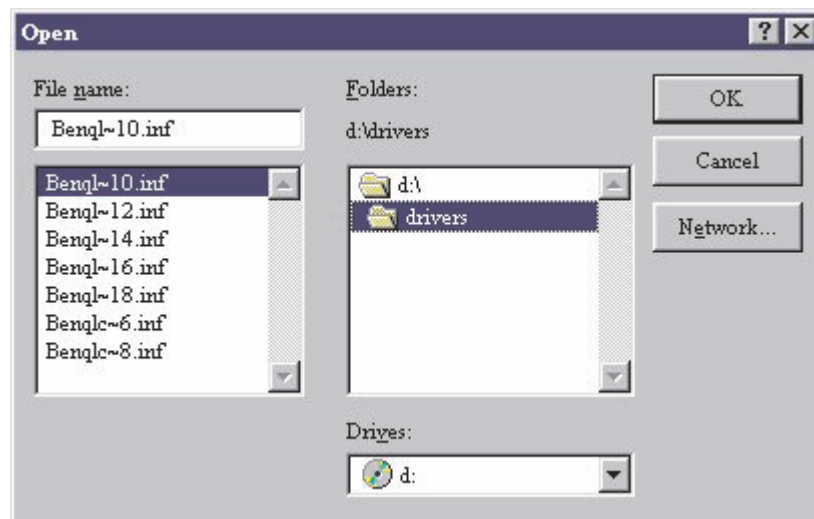 Open
File name:
Benql~10.inf
Benql~10.inf
Benql~12.inf
Benql~14.inf
Benql~16.inf
Benql~18.inf
Benqlc~6.inf
Benqlc~8.inf
Folders:
d:\drivers
d:\
drivers
Drives:
d:
OK
Cancel
Network...